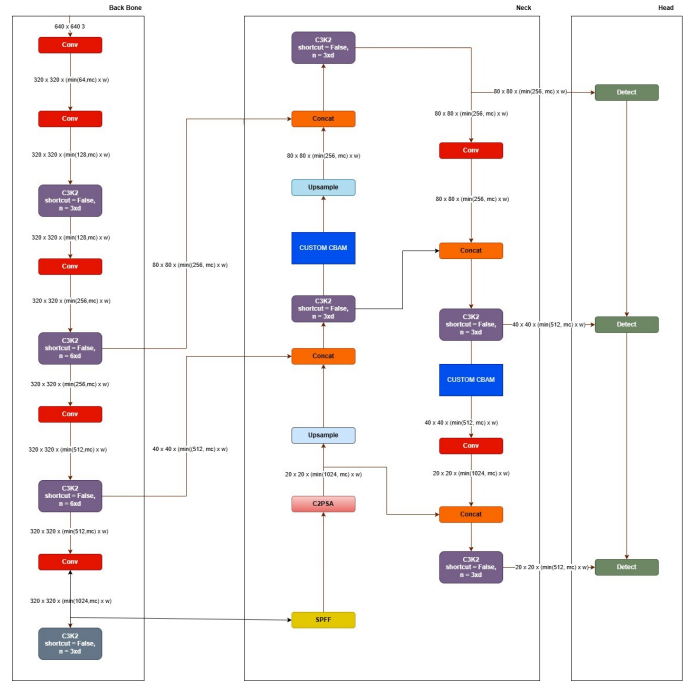 Back Bone
640 x 640 3
Conv
320 x 320 x (min(64,mc) x w)
Conv
320 x 320 x (min(128,mc) x w)
C3K2
shortcut = False,
n = 3xd
320 x 320 x (min(128,mc) x w)
Conv
320 x 320 x (min(256,mc) x w)
C3K2
shortcut = False,
n = 6xd
320 x 320 x (min(256,mc) x w)
Conv
320 x 320 x (min(512,mc) x w)
C3K2
shortcut = False,
n = 6xd
320 x 320 x (min(512,mc) x w)
Conv
320 x 320 x (min(1024,mc) x w)
C3K2
shortcut = False,
n = 3xd
80 x 80 x (min(256, mc) x w)
40 x 40 x (min(512, mc) x w)
Neck
C3K2
shortcut = False,
n = 3xd
Concat
80 x 80 x (min(256, mc) x w)
Upsample
CUSTOM CBAM
C3K2
shortcut = False,
n = 3xd
Concat
Upsample
20 x 20 x (min(1024, mc) x w)
C2PSA
SPFF
80 x 80 x (min(256, mc) x w)
80 x 80 x (min(256, mc) x w)
Conv
80 x 80 x (min(256, mc) x w)
Concat
C3K2
shortcut = False,
n = 3xd
40 x 40 x (min(512, mc) x w)
CUSTOM CBAM
40 x 40 x (min(512, mc) x w)
Conv
20 x 20 x (min(1024, mc) x w)
Concat
C3K2
shortcut = False,
n = 3xd
20 x 20 x (min(512, mc) x w)
Head
Detect
Detect
Detect